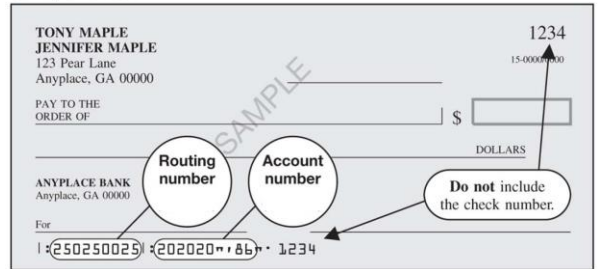 TONY MAPLE
JENNIFER MAPLE
123 Pear Lane
Anyplace, GA 00000
1234
15-0000/0000
SAMPLE
PAY TO THE
ORDER OF
$
DOLLARS
Routing
number
Account
number
ANYPLACE BANK
Anyplace, GA 00000
Do not include
the check number.
For
|:250250025|:202020"'86"' 1234